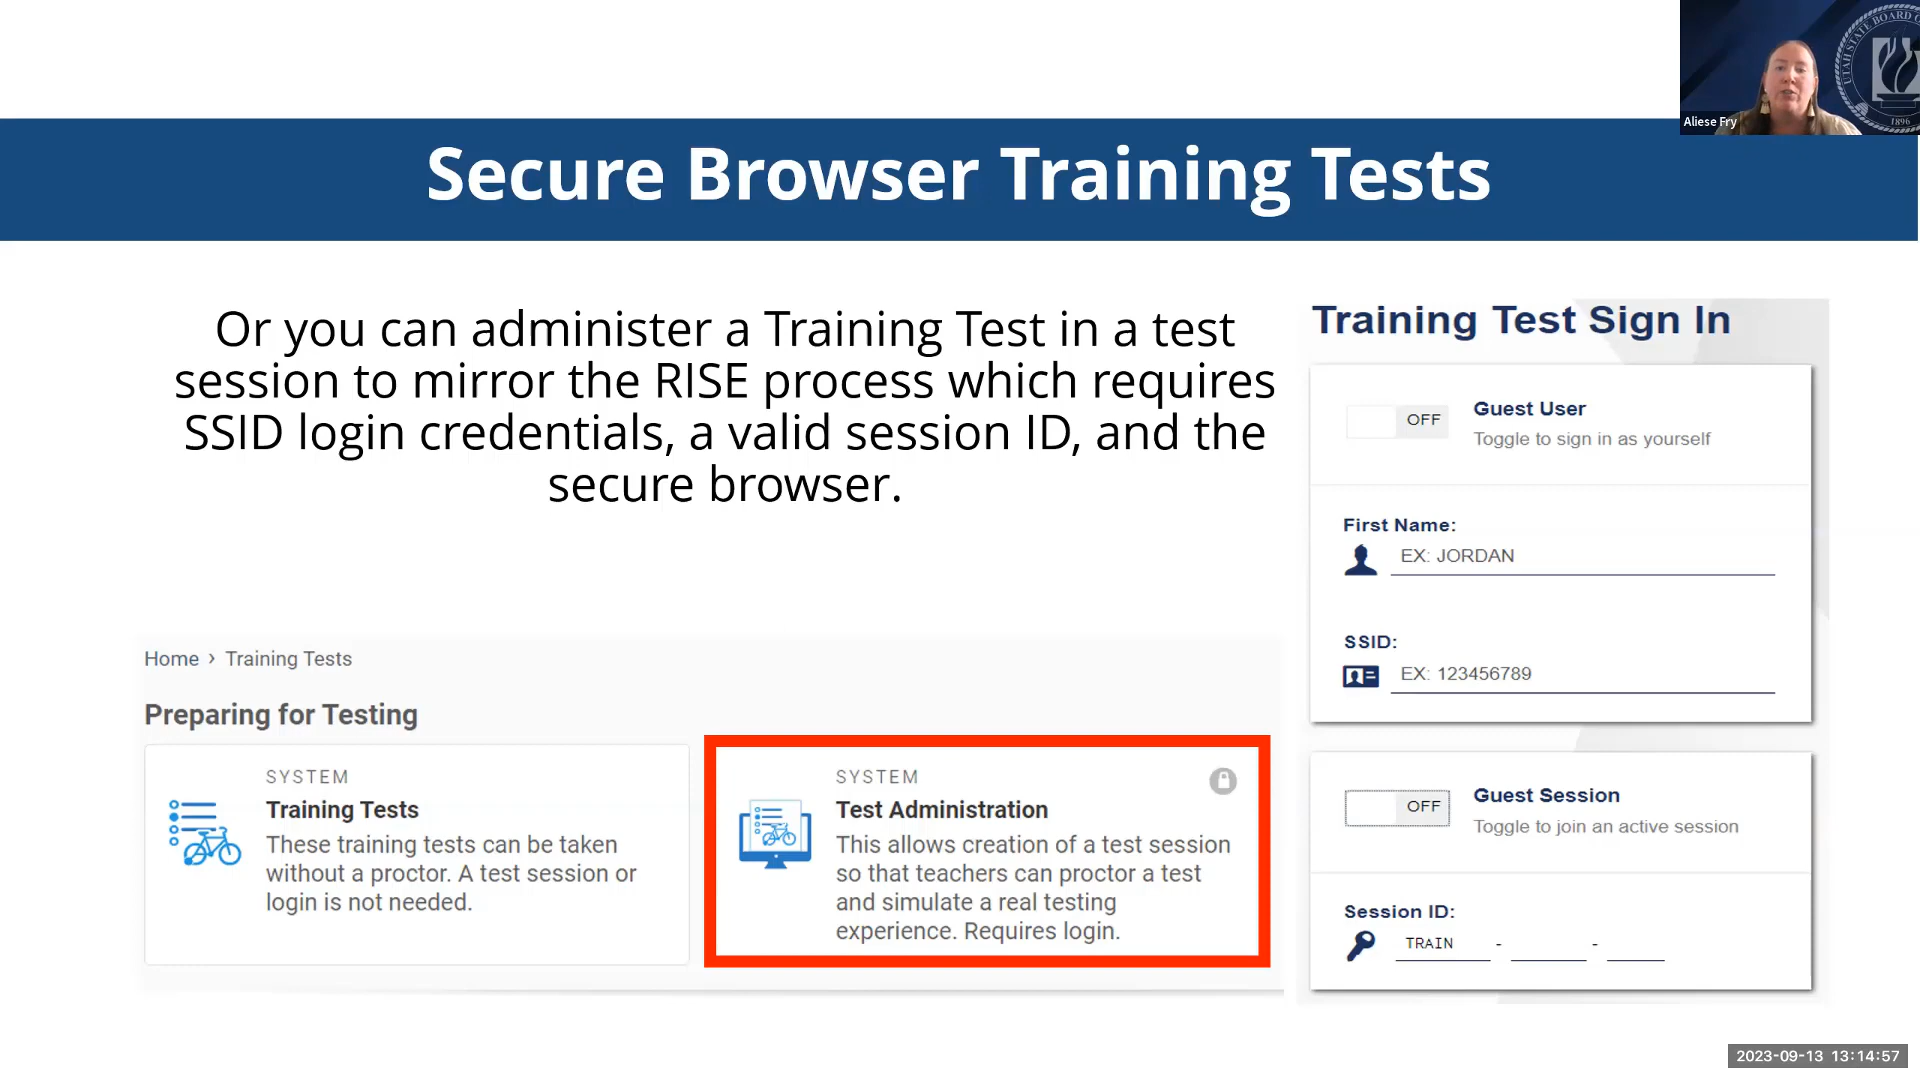 UTAH STATE BOARD O
1896
Aliese Fry
Secure Browser Training Tests
Or you can administer a Training Test in a test
session to mirror the RISE process which requires
SSID login credentials, a valid session ID, and the
secure browser.
Home › Training Tests
Preparing for Testing
SYSTEM
Training Tests
These training tests can be taken
without a proctor. A test session or
login is not needed.
SYSTEM
Test Administration
This allows creation of a test session
so that teachers can proctor a test
and simulate a real testing
experience. Requires login.
Training Test Sign In
OFF
Guest User
Toggle to sign in as yourself
First Name:
EX: JORDAN
SSID:
EX: 123456789
OFF
Guest Session
Toggle to join an active session
Session ID:
TRAIN - -
2023-09-13 13:14:57